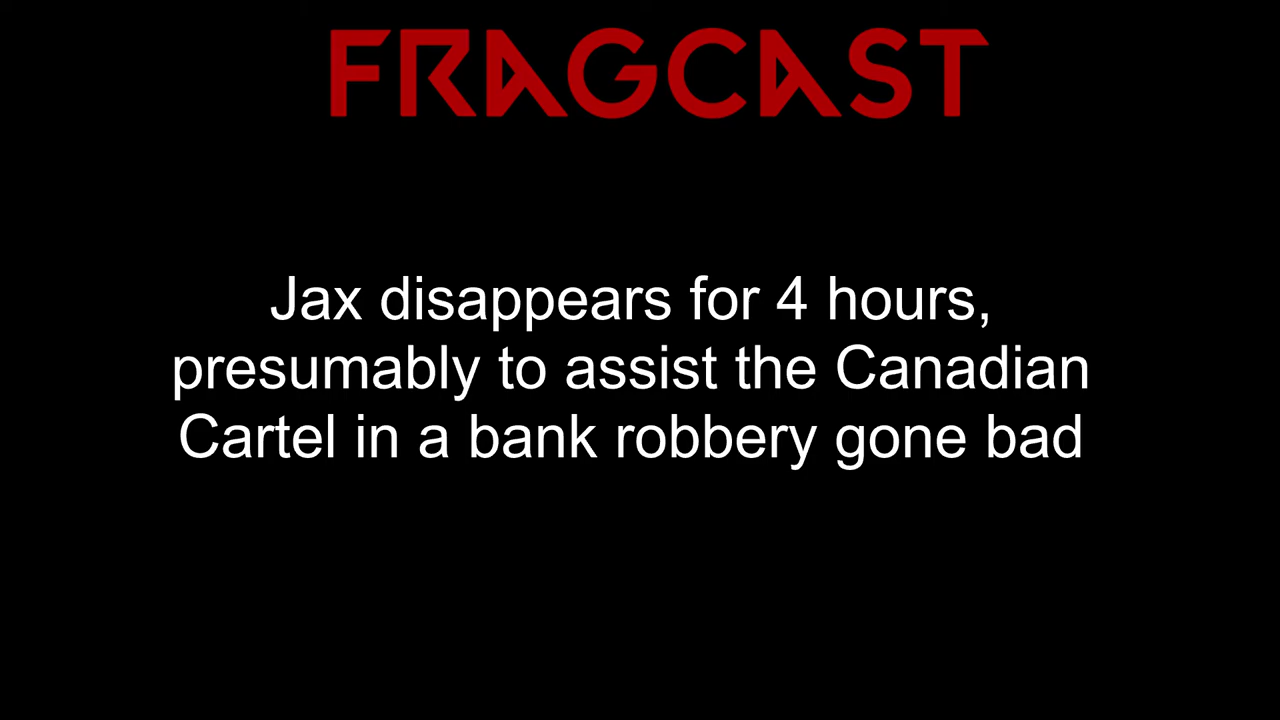 FRAGCAST
Jax disappears for 4 hours,
presumably to assist the Canadian
Cartel in a bank robbery gone bad